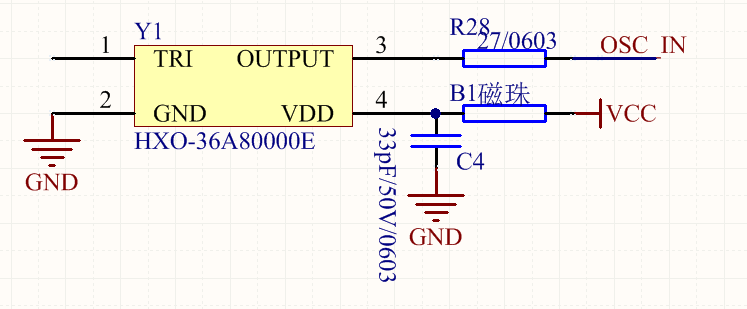 Y1
R28
27/0603
1
TRI
OUTPUT
3
OSC_IN
2
GND
VDD
4
B1磁珠
VCC
HXO-36A80000E
33pF/50V/0603
C4
GND
GND